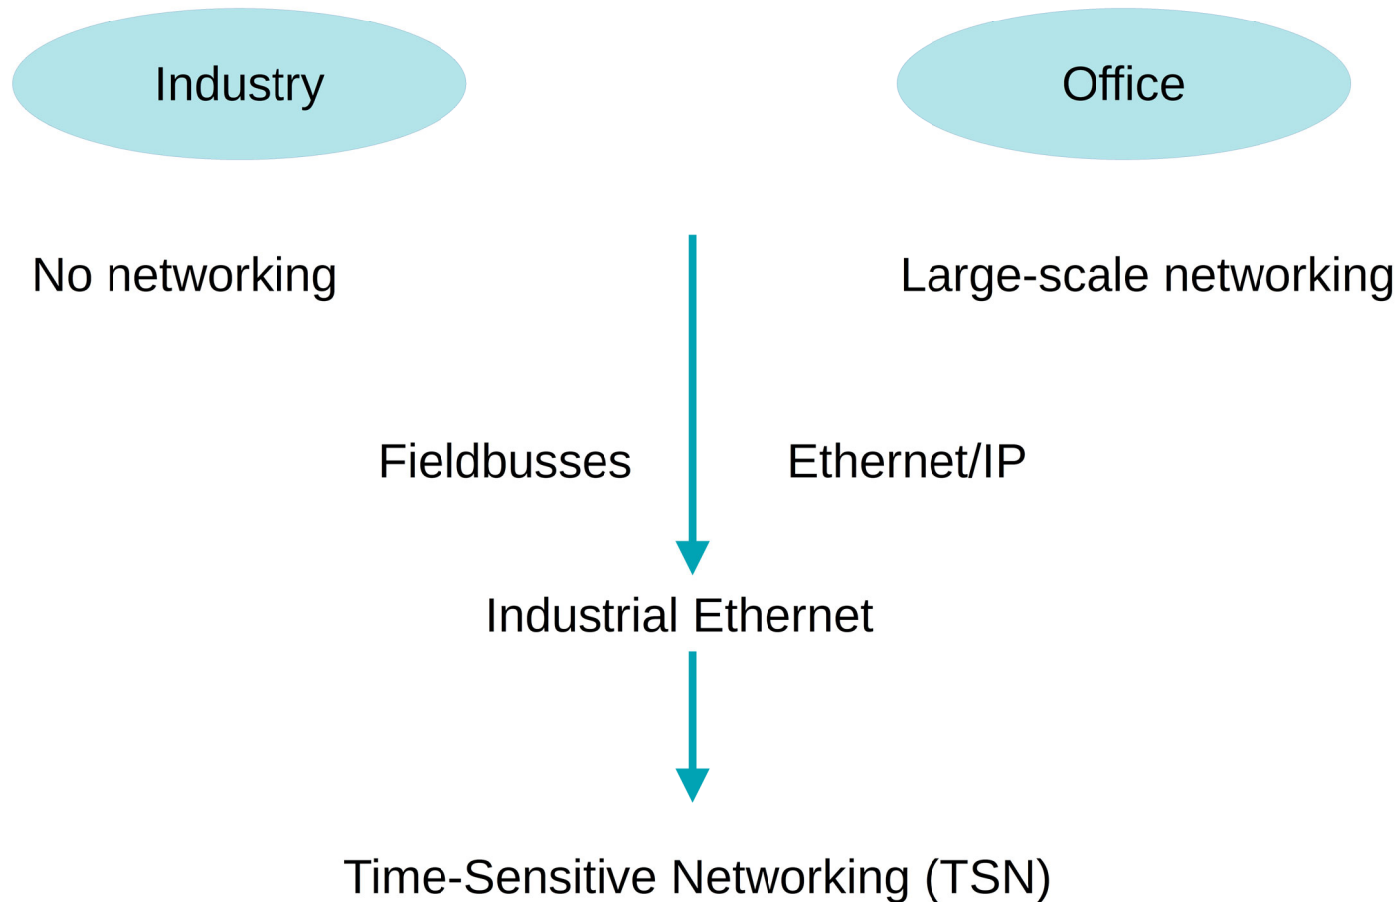 Industry
Office
No networking
Large-scale networking
Fieldbusses
Ethernet/IP
Industrial Ethernet
Time-Sensitive Networking (TSN)